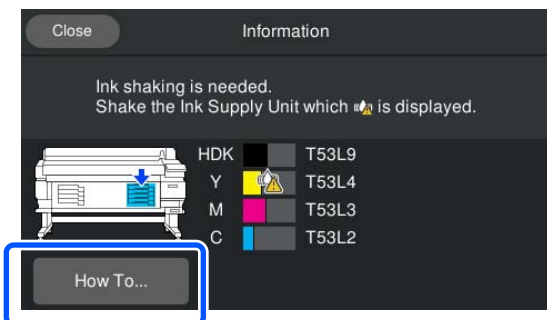 Close
Information
Ink shaking is needed.
Shake the Ink Supply Unit which is displayed.
HDK T53L9
Y T53L4
M T53L3
C T53L2
How To...